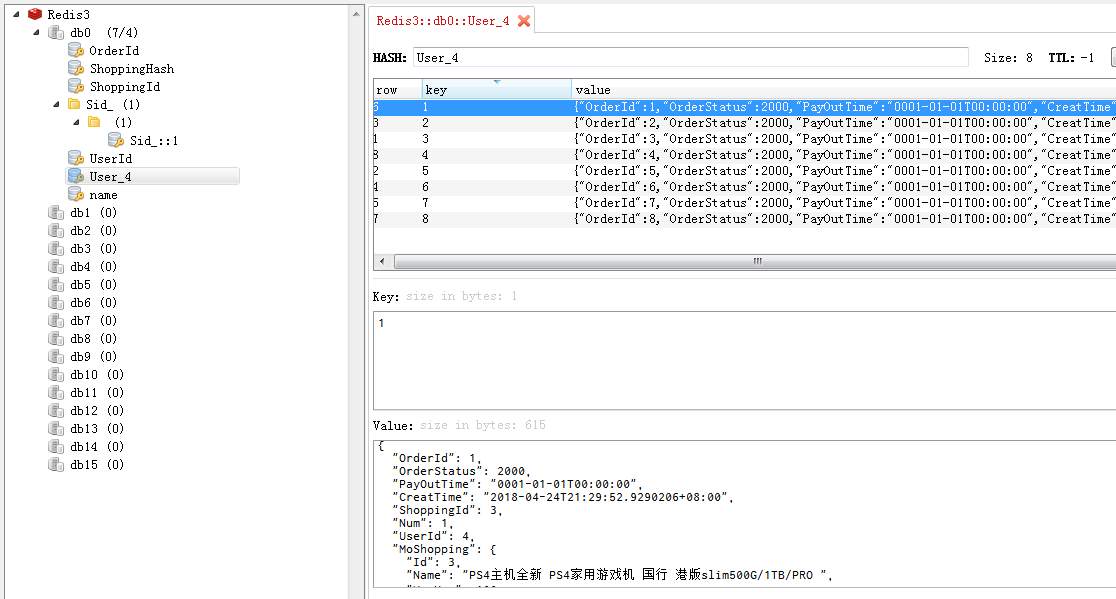 Redis3
db0 (7/4)
OrderId
ShoppingHash
ShoppingId
Sid_ (1)
(1)
Sid_::1
UserId
User_4
name
db1 (0)
db2 (0)
db3 (0)
db4 (0)
db5 (0)
db6 (0)
db7 (0)
db8 (0)
db9 (0)
db10 (0)
db11 (0)
db12 (0)
db13 (0)
db14 (0)
db15 (0)
Redis3::db0::User_4
HASH: User_4 Size: 8 TTL: -1
row key value
6 1 {"OrderId":1,"OrderStatus":2000,"PayOutTime":"0001-01-01T00:00:00","CreatTime"
3 2 {"OrderId":2,"OrderStatus":2000,"PayOutTime":"0001-01-01T00:00:00","CreatTime"
1 3 {"OrderId":3,"OrderStatus":2000,"PayOutTime":"0001-01-01T00:00:00","CreatTime"
8 4 {"OrderId":4,"OrderStatus":2000,"PayOutTime":"0001-01-01T00:00:00","CreatTime"
2 5 {"OrderId":5,"OrderStatus":2000,"PayOutTime":"0001-01-01T00:00:00","CreatTime"
4 6 {"OrderId":6,"OrderStatus":2000,"PayOutTime":"0001-01-01T00:00:00","CreatTime"
5 7 {"OrderId":7,"OrderStatus":2000,"PayOutTime":"0001-01-01T00:00:00","CreatTime"
7 8 {"OrderId":8,"OrderStatus":2000,"PayOutTime":"0001-01-01T00:00:00","CreatTime"
Key: size in bytes: 1
1
Value: size in bytes: 615
{
"OrderId": 1,
"OrderStatus": 2000,
"PayOutTime": "0001-01-01T00:00:00",
"CreatTime": "2018-04-24T21:29:52.9290206+08:00",
"ShoppingId": 3,
"Num": 1,
"UserId": 4,
"MoShopping": {
"Id": 3,
"Name": "PS4主机全新 PS4家用游戏机 国行 港版slim500G/1TB/PRO ",